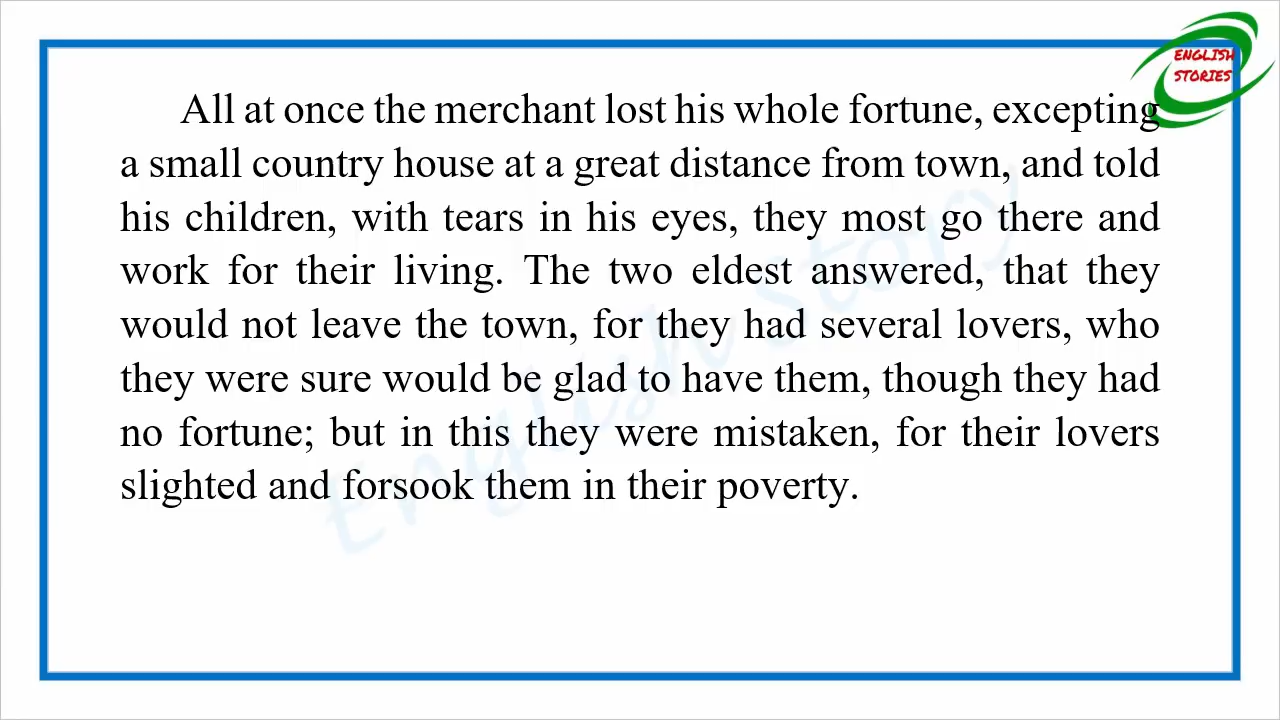 ENGLISH
STORIES
All at once the merchant lost his whole fortune, excepting
a small country house at a great distance from town, and told
his children, with tears in his eyes, they most go there and
work for their living. The two eldest answered, that they
would not leave the town, for they had several lovers, who
they were sure would be glad to have them, though they had
no fortune; but in this they were mistaken, for their lovers
slighted and forsook them in their poverty.
English Story